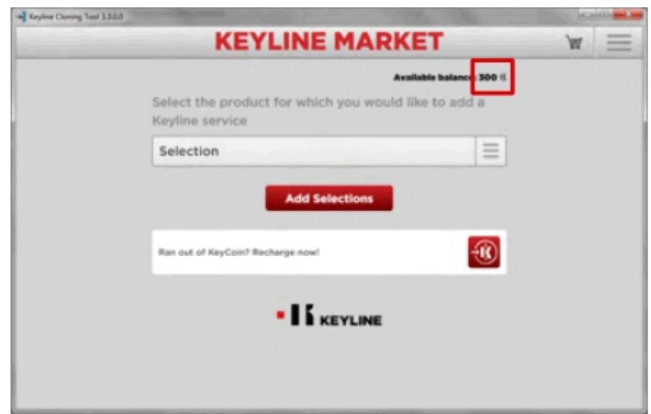 Keyline Cloning Tool 3.3.0.0
KEYLINE MARKET
Available balance: 300
Select the product for which you would like to add a
Keyline service
Selection
Add Selections
Ran out of KeyCoin? Recharge now!
KEYLINE